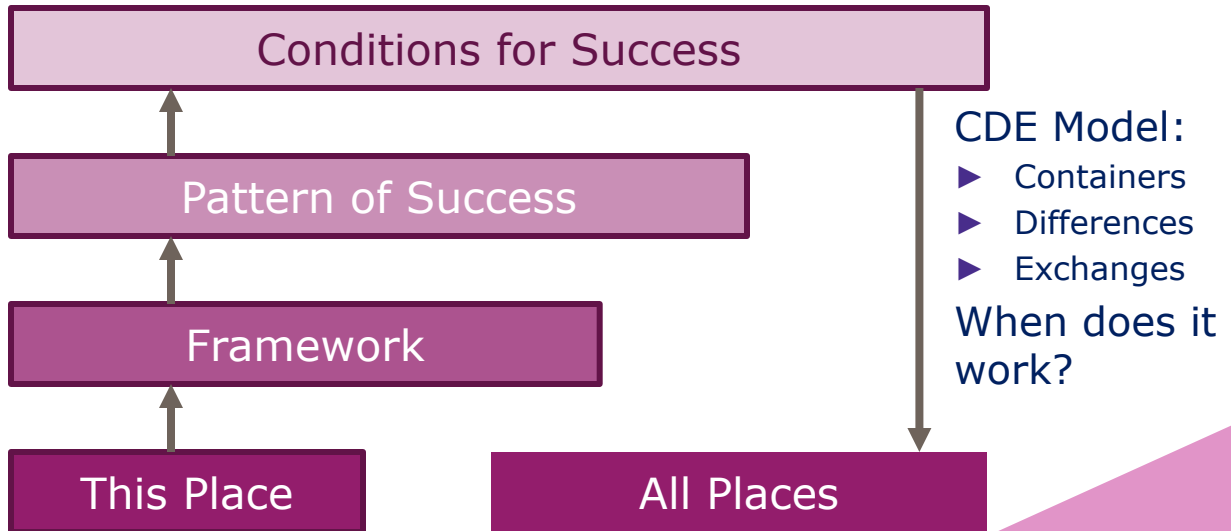 Conditions for Success
Pattern of Success
Framework
This Place
All Places
CDE Model:
► Containers
► Differences
► Exchanges
When does it
work?